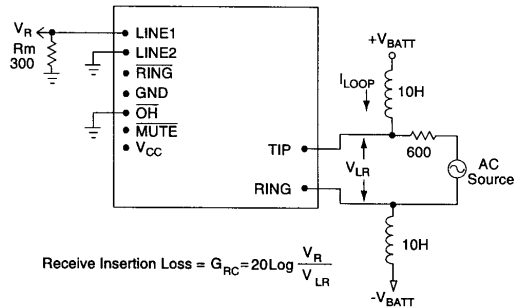 V_R
Rm
300
LINE1
LINE2
RING
GND
OH
MUTE
V_CC
TIP
RING
+V_BATT
I_LOOP
10H
600
V_LR
AC
Source
10H
-V_BATT
Receive Insertion Loss = G_RC=20Log V_R / V_LR